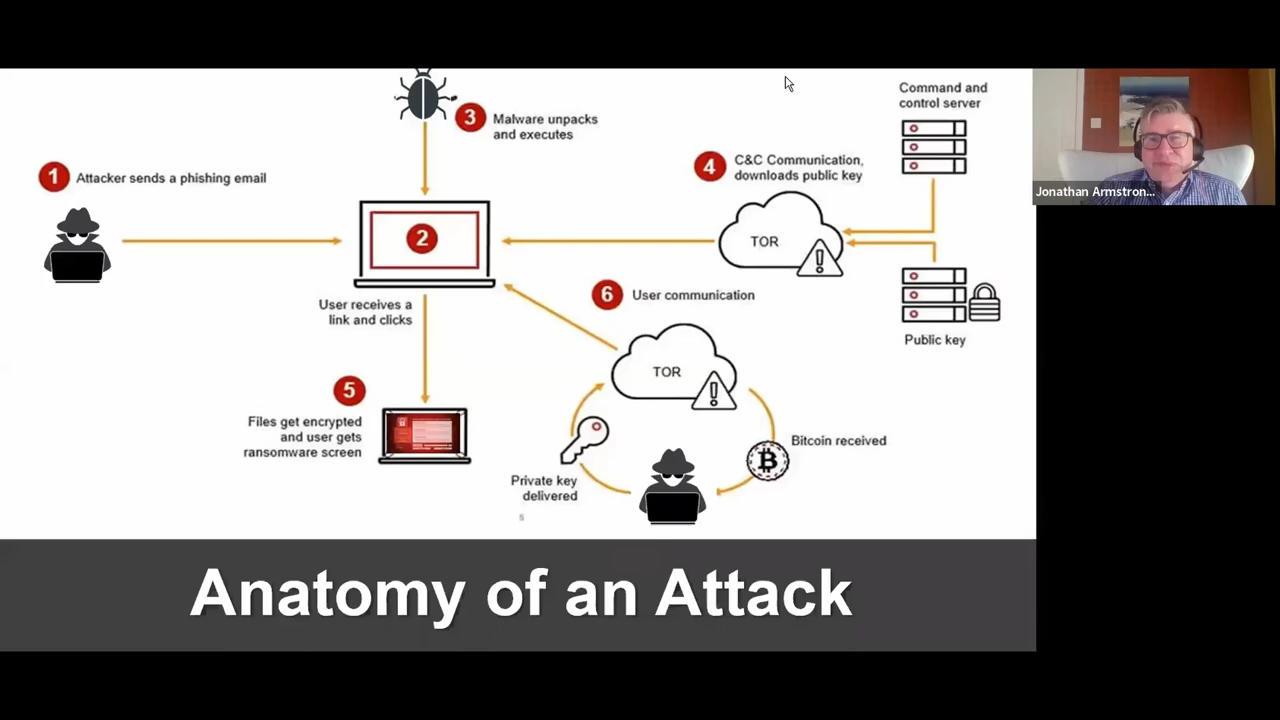 3
Malware unpacks
and executes
Command and
control server
1
Attacker sends a phishing email
4
C&C Communication,
downloads public key
Jonathan Armstron...
2
TOR
User receives a
link and clicks
6
User communication
Public key
TOR
5
Files get encrypted
and user gets
ransomware screen
Bitcoin received
B
Private key
delivered
Anatomy of an Attack